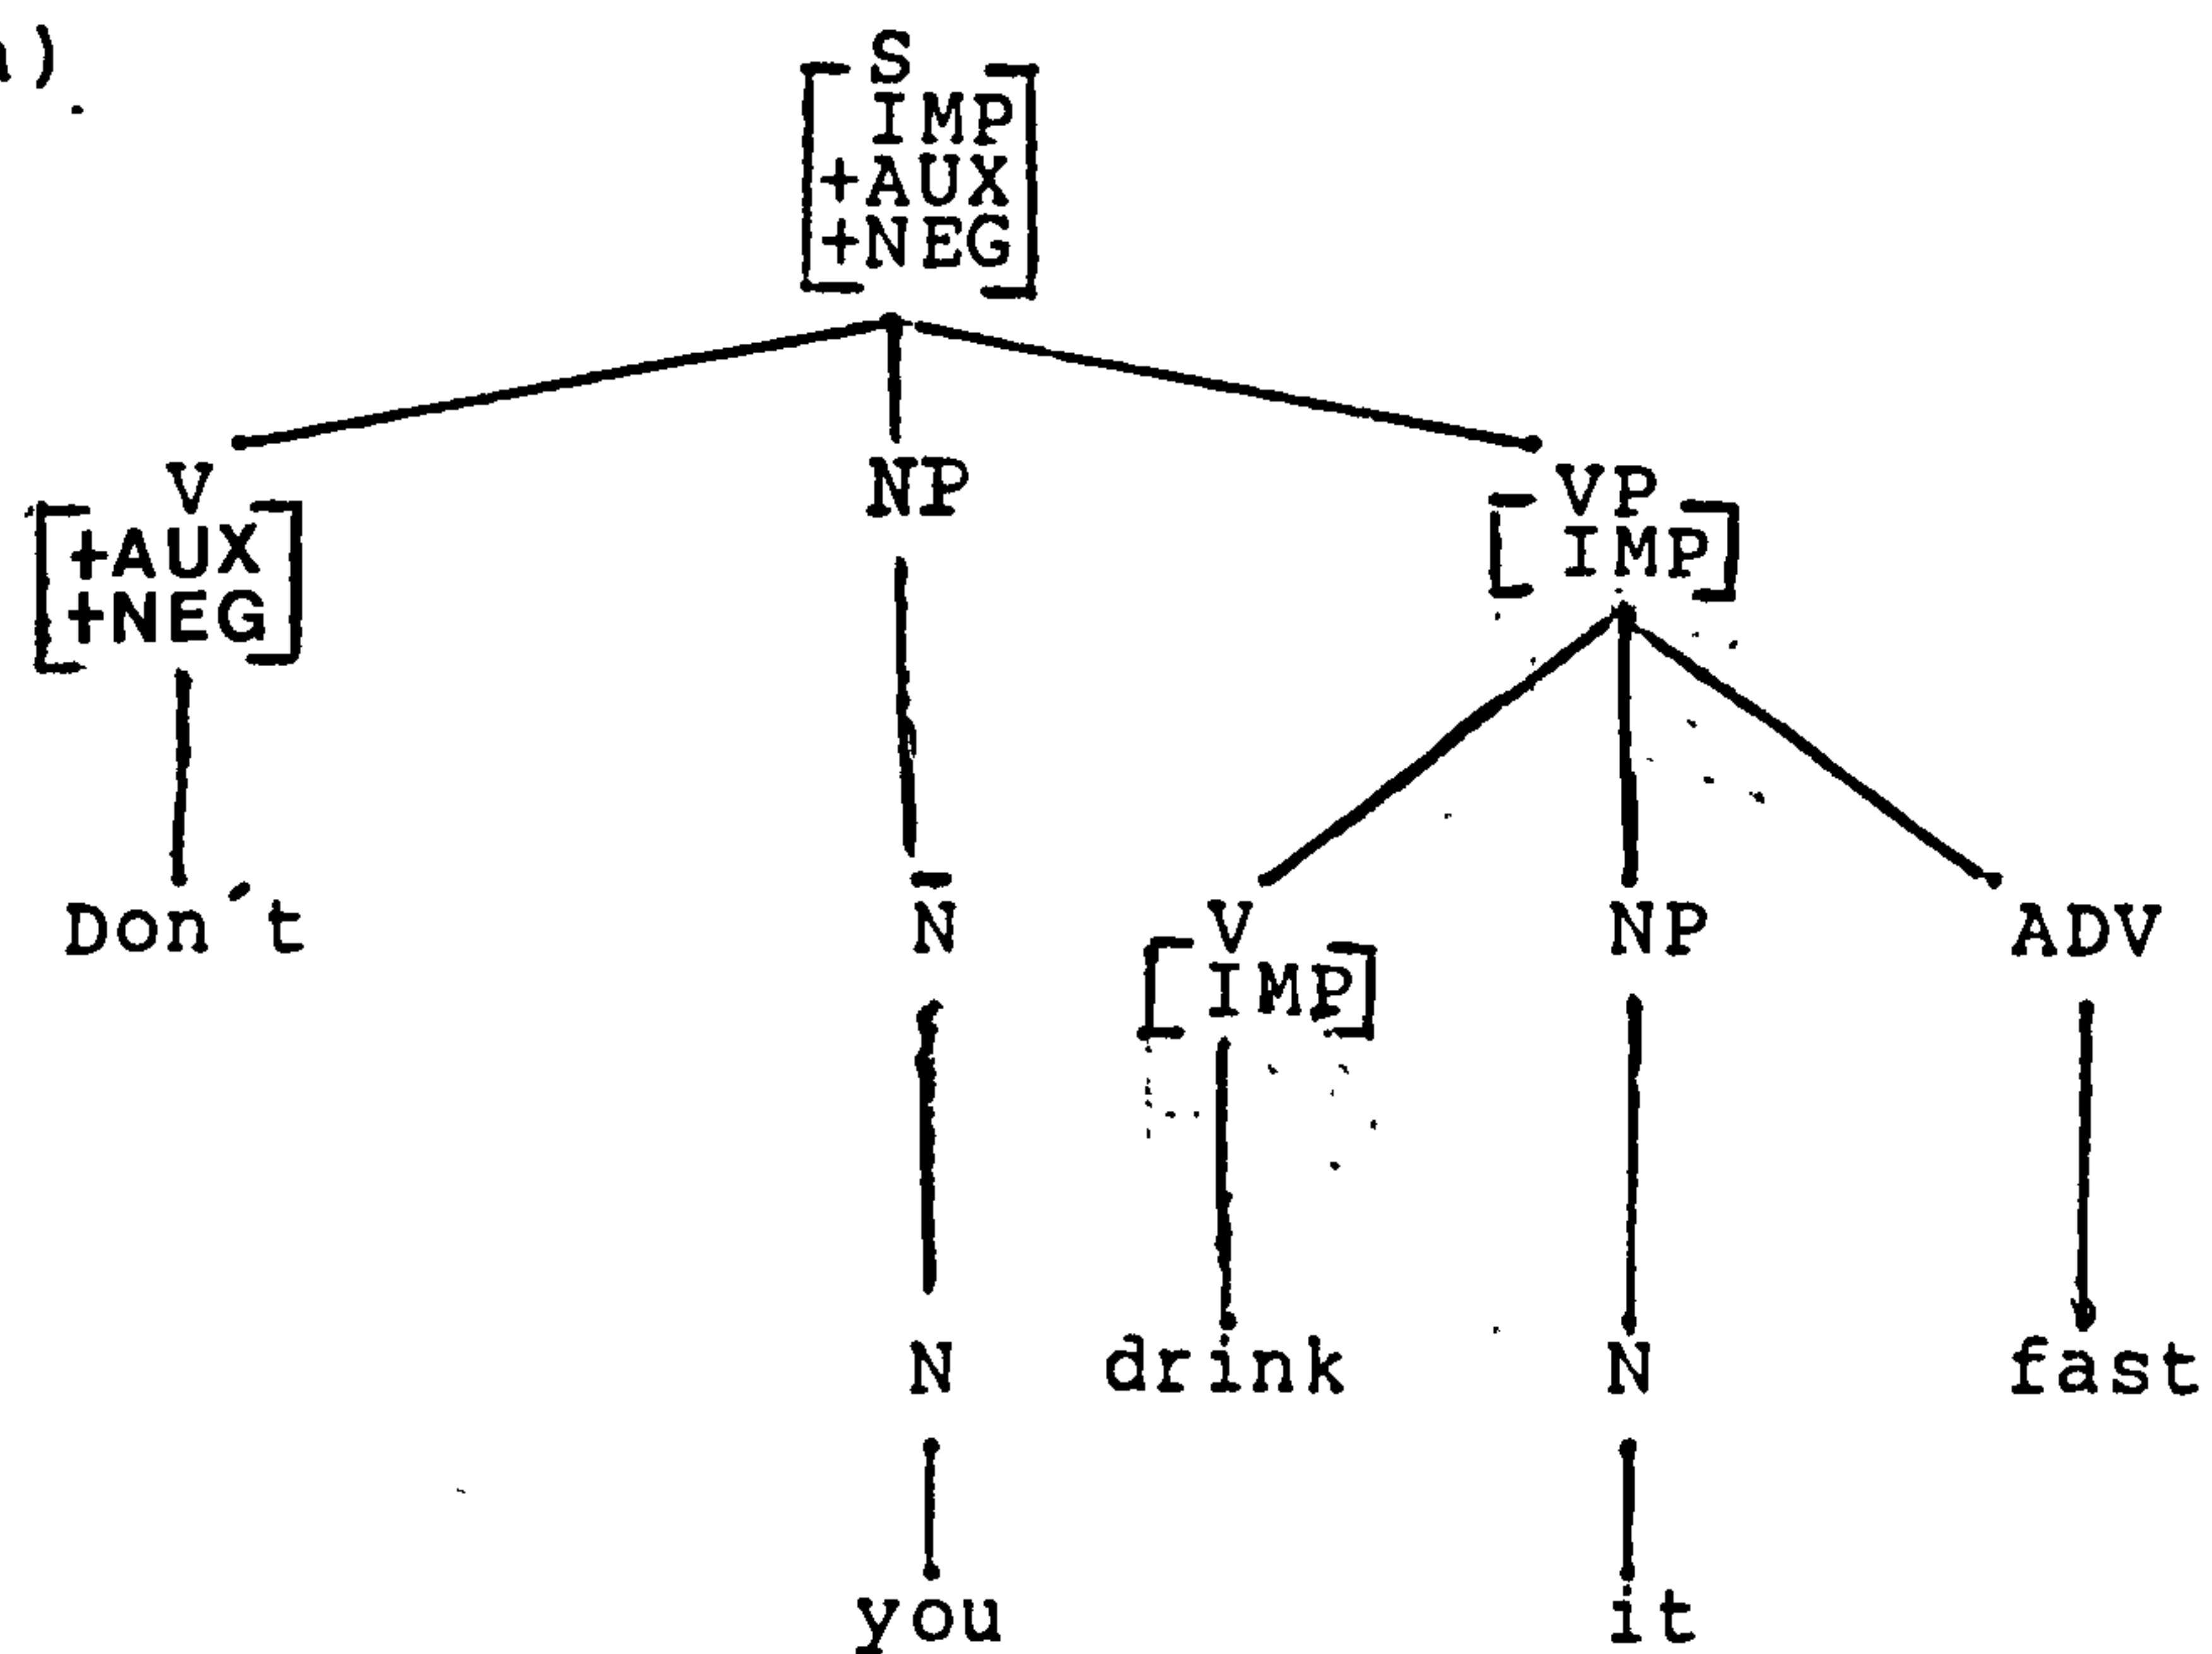 )
S
IMP
+AUX
+NEG
V NP VP
+AUX IMP
+NEG
Don't N̄ V NP ADV
IMP
N drink N fast
you it